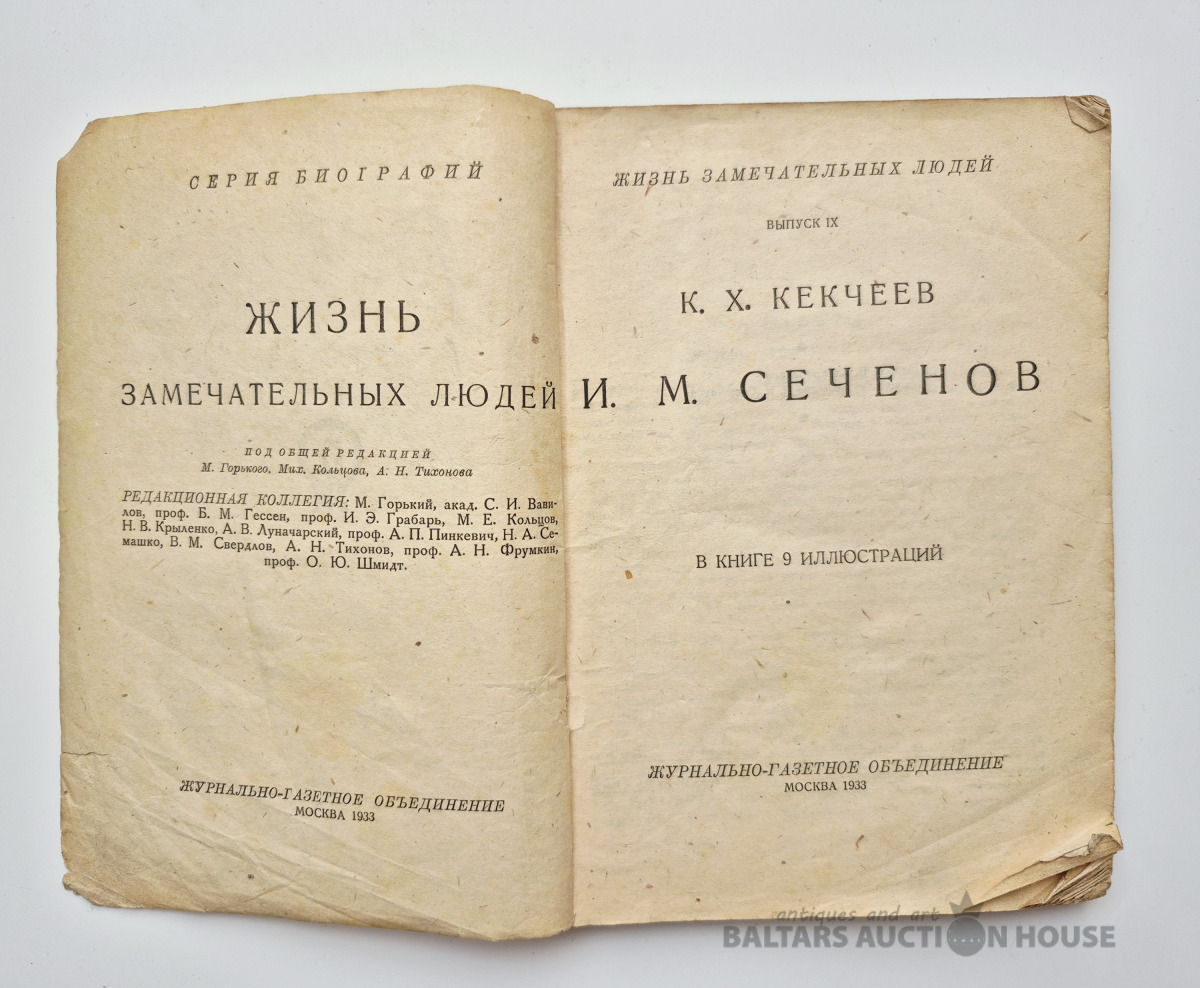 СЕРИЯ БИОГРАФИЙ
ЖИЗНЬ
ЗАМЕЧАТЕЛЬНЫХ ЛЮДЕЙ
ПОД ОБЩЕЙ РЕДАКЦИЕЙ
М. Горького, Мих. Кольцова, А. Н. Тихонова
РЕДАКЦИОННАЯ КОЛЛЕГИЯ: М. Горький, акад. С. И. Вави-
лов, проф. Б. М. Гессен, проф. И. Э. Грабарь, М. Е. Кольцов,
Н. В. Крыленко, А. В. Луначарский, проф. А. П. Пинкевич, Н. А. Се-
машко, В. М. Свердлов, А. Н. Тихонов, проф. А. Н. Фрумкин,
проф. О. Ю. Шмидт.
ЖУРНАЛЬНО-ГАЗЕТНОЕ ОБЪЕДИНЕНИЕ
МОСКВА 1933
ЖИЗНЬ ЗАМЕЧАТЕЛЬНЫХ ЛЮДЕЙ
ВЫПУСК IX
К. Х. КЕКЧЕЕВ
И. М. СЕЧЕНОВ
В КНИГЕ 9 ИЛЛЮСТРАЦИЙ
ЖУРНАЛЬНО-ГАЗЕТНОЕ ОБЪЕДИНЕНИЕ
МОСКВА 1933
antiques and art
BALTARS AUCTION HOUSE